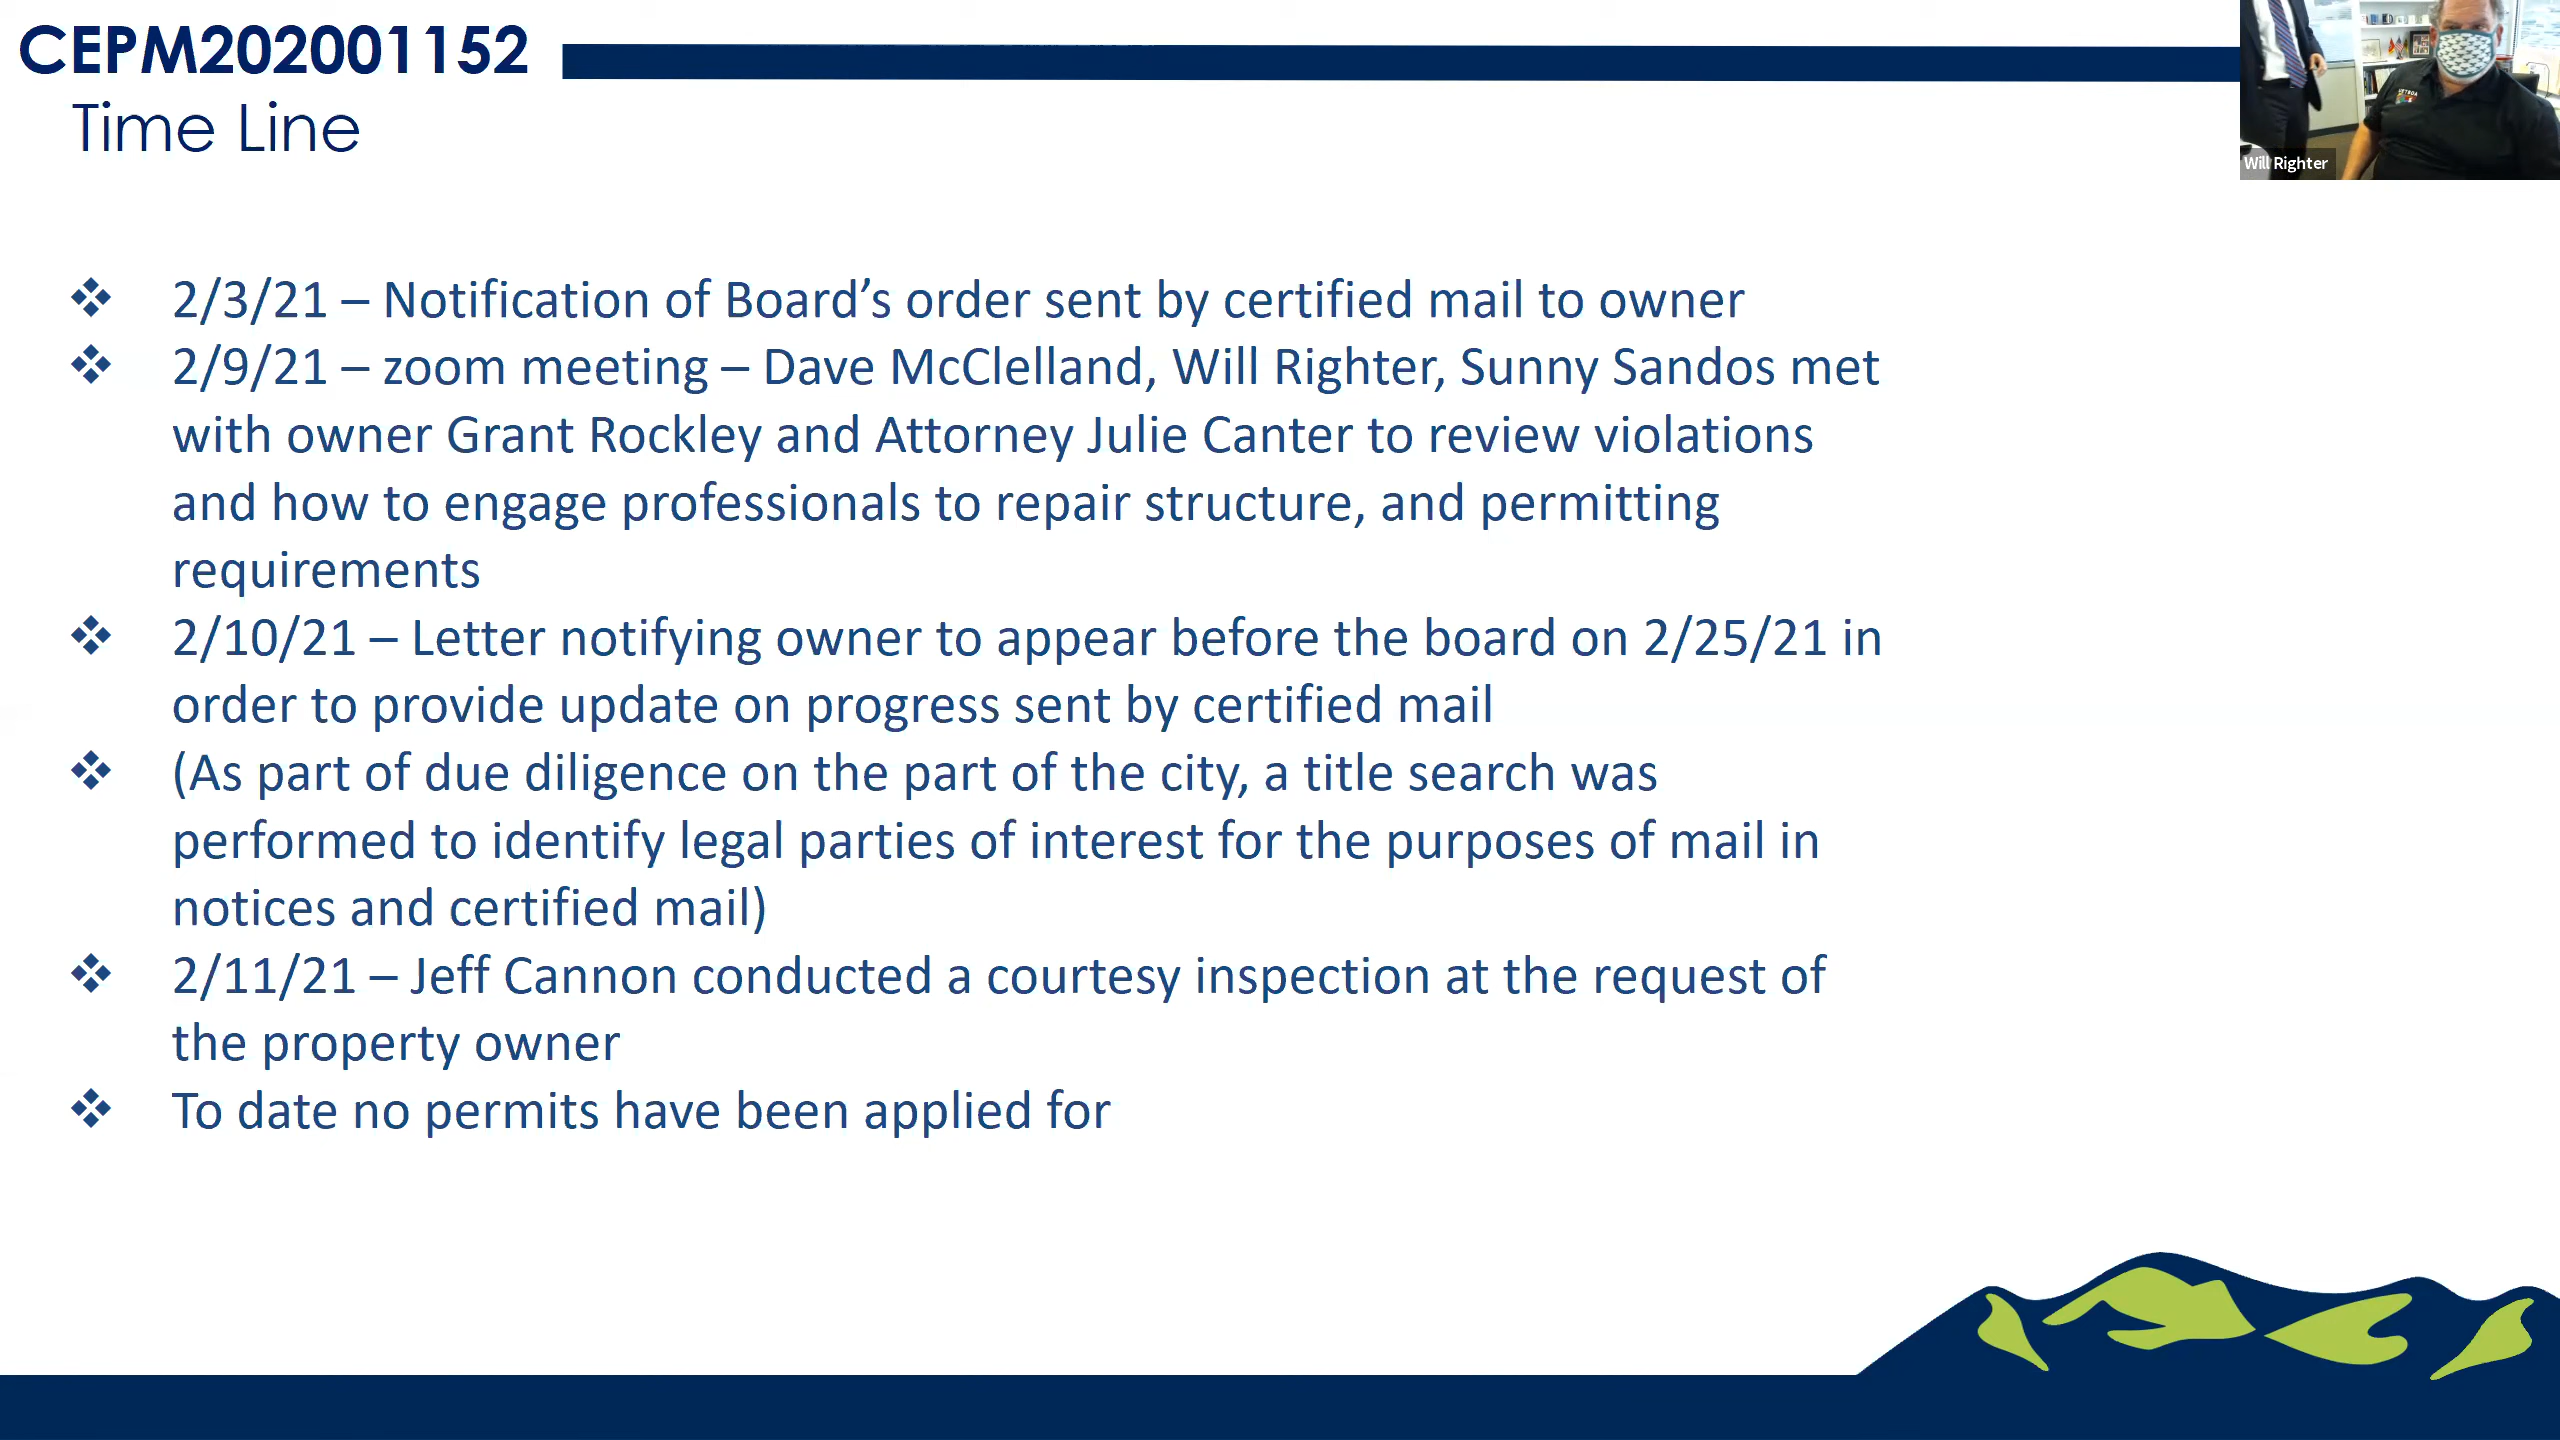 CEPM202001152
Time Line
Will Righter
❖ 2/3/21 – Notification of Board’s order sent by certified mail to owner
❖ 2/9/21 – zoom meeting – Dave McClelland, Will Righter, Sunny Sandos met
with owner Grant Rockley and Attorney Julie Canter to review violations
and how to engage professionals to repair structure, and permitting
requirements
❖ 2/10/21 – Letter notifying owner to appear before the board on 2/25/21 in
order to provide update on progress sent by certified mail
❖ (As part of due diligence on the part of the city, a title search was
performed to identify legal parties of interest for the purposes of mail in
notices and certified mail)
❖ 2/11/21 – Jeff Cannon conducted a courtesy inspection at the request of
the property owner
❖ To date no permits have been applied for